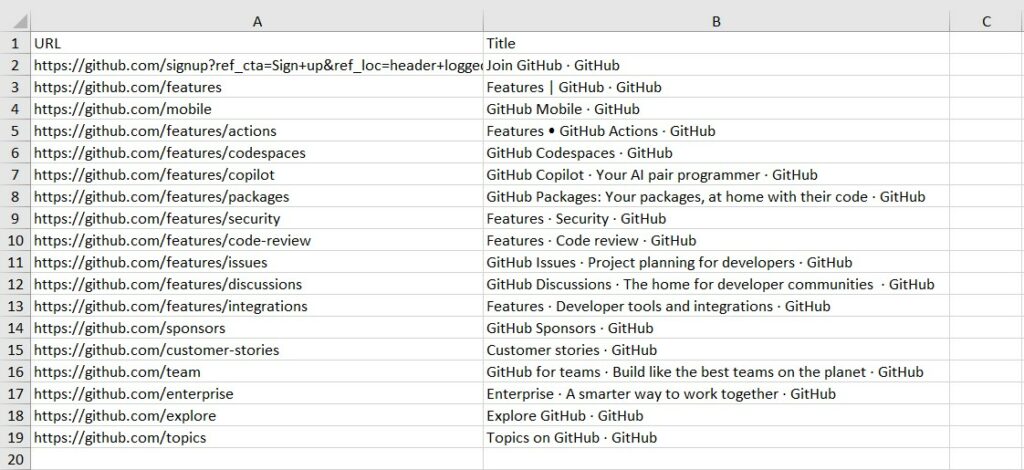 A B C
1 URL Title
2 https://github.com/signup?ref_cta=Sign+up&ref_loc=header+logged Join GitHub · GitHub
3 https://github.com/features Features | GitHub · GitHub
4 https://github.com/mobile GitHub Mobile · GitHub
5 https://github.com/features/actions Features • GitHub Actions · GitHub
6 https://github.com/features/codespaces GitHub Codespaces · GitHub
7 https://github.com/features/copilot GitHub Copilot · Your AI pair programmer · GitHub
8 https://github.com/features/packages GitHub Packages: Your packages, at home with their code · GitHub
9 https://github.com/features/security Features · Security · GitHub
10 https://github.com/features/code-review Features · Code review · GitHub
11 https://github.com/features/issues GitHub Issues · Project planning for developers · GitHub
12 https://github.com/features/discussions GitHub Discussions · The home for developer communities  · GitHub
13 https://github.com/features/integrations Features · Developer tools and integrations · GitHub
14 https://github.com/sponsors GitHub Sponsors · GitHub
15 https://github.com/customer-stories Customer stories · GitHub
16 https://github.com/team GitHub for teams · Build like the best teams on the planet · GitHub
17 https://github.com/enterprise Enterprise · A smarter way to work together · GitHub
18 https://github.com/explore Explore GitHub · GitHub
19 https://github.com/topics Topics on GitHub · GitHub
20